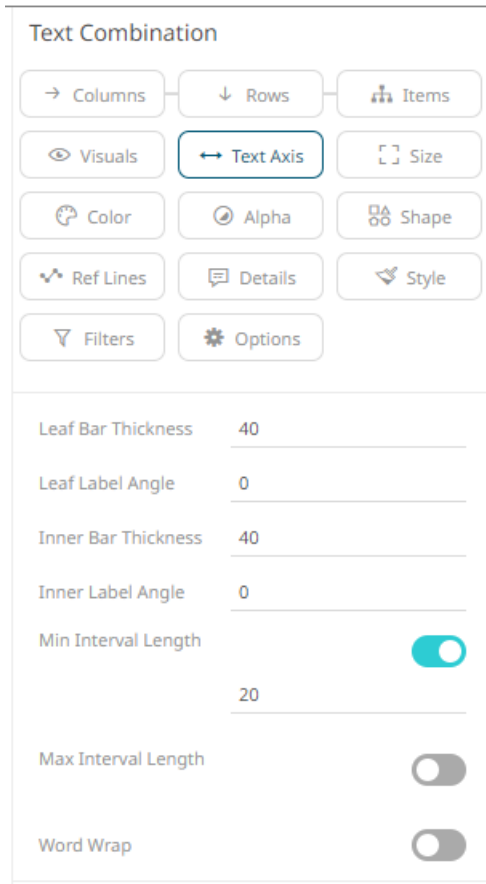 Text Combination
Columns Rows Items
Visuals Text Axis Size
Color Alpha Shape
Ref Lines Details Style
Filters Options
Leaf Bar Thickness 40
Leaf Label Angle 0
Inner Bar Thickness 40
Inner Label Angle 0
Min Interval Length
20
Max Interval Length
Word Wrap